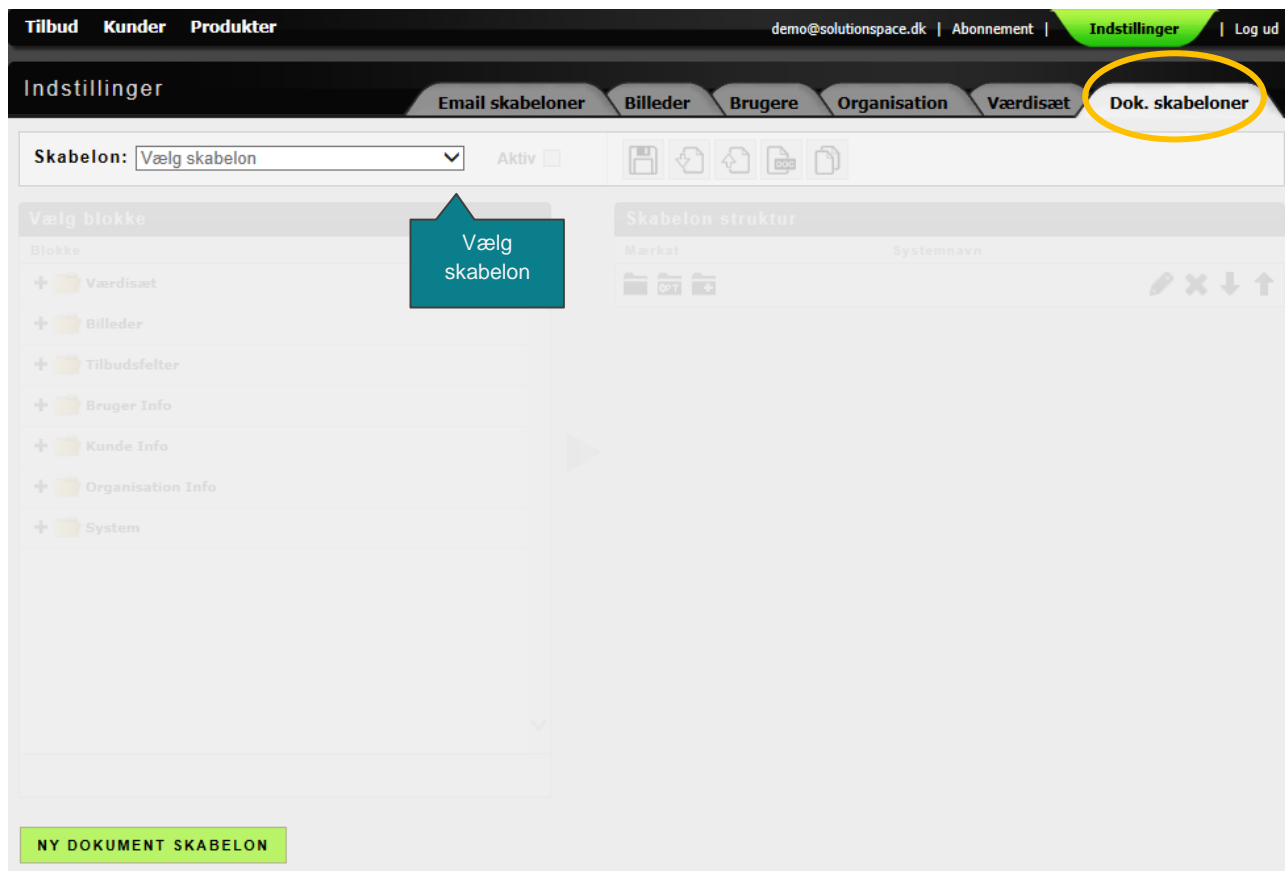 Tilbud Kunder Produkter
demo@solutionspace.dk | Abonnement | Indstillinger | Log ud
Indstillinger
Email skabeloner Billeder Brugere Organisation Værdisæt Dok. skabeloner
Skabelon: Vælg skabelon Aktiv
DOC
Vælg blokke
Skabelon struktur
Vælg
skabelon
Blokke
Mærkat Systemnavn
OPT
Værdisæt
Billeder
Tilbudsfelter
Bruger Info
Kunde Info
Organisation Info
System
NY DOKUMENT SKABELON